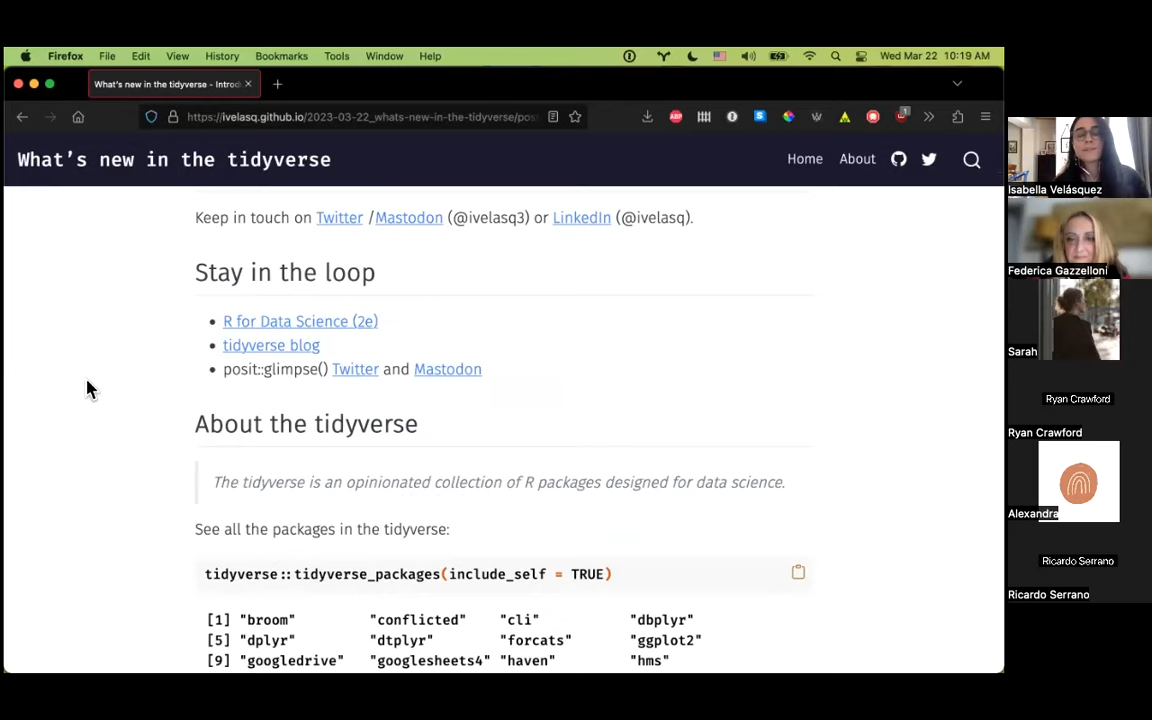 Firefox File Edit View History Bookmarks Tools Window Help Wed Mar 22 10:19 AM
What's new in the tidyverse - Introd
https://ivelasq.github.io/2023-03-22_whats-new-in-the-tidyverse/pos
What's new in the tidyverse Home About
Keep in touch on Twitter /Mastodon (@ivelasq3) or LinkedIn (@ivelasq).
Stay in the loop
• R for Data Science (2e)
• tidyverse blog
• posit::glimpse() Twitter and Mastodon
About the tidyverse
The tidyverse is an opinionated collection of R packages designed for data science.
See all the packages in the tidyverse:
tidyverse::tidyverse_packages(include_self = TRUE)
[1] "broom" "conflicted" "cli" "dbplyr"
[5] "dplyr" "dtplyr" "forcats" "ggplot2"
[9] "googledrive" "googlesheets4" "haven" "hms"
Isabella Velásquez
Federica Gazzelloni
Sarah
Ryan Crawford
Ryan Crawford
Alexandra
Ricardo Serrano
Ricardo Serrano